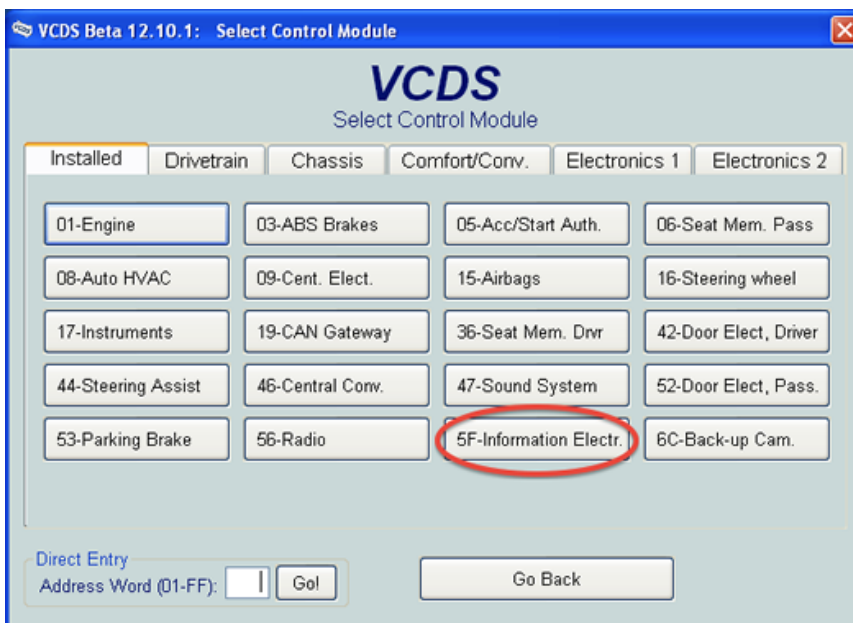 VCDS Beta 12.10.1: Select Control Module
VCDS
Select Control Module
Installed Drivetrain Chassis Comfort/Conv. Electronics 1 Electronics 2
01-Engine 03-ABS Brakes 05-Acc/Start Auth. 06-Seat Mem. Pass
08-Auto HVAC 09-Cent. Elect. 15-Airbags 16-Steering wheel
17-Instruments 19-CAN Gateway 36-Seat Mem. Drvr 42-Door Elect, Driver
44-Steering Assist 46-Central Conv. 47-Sound System 52-Door Elect, Pass.
53-Parking Brake 56-Radio 5F-Information Electr. 6C-Back-up Cam.
Direct Entry
Address Word (01-FF): Go! Go Back